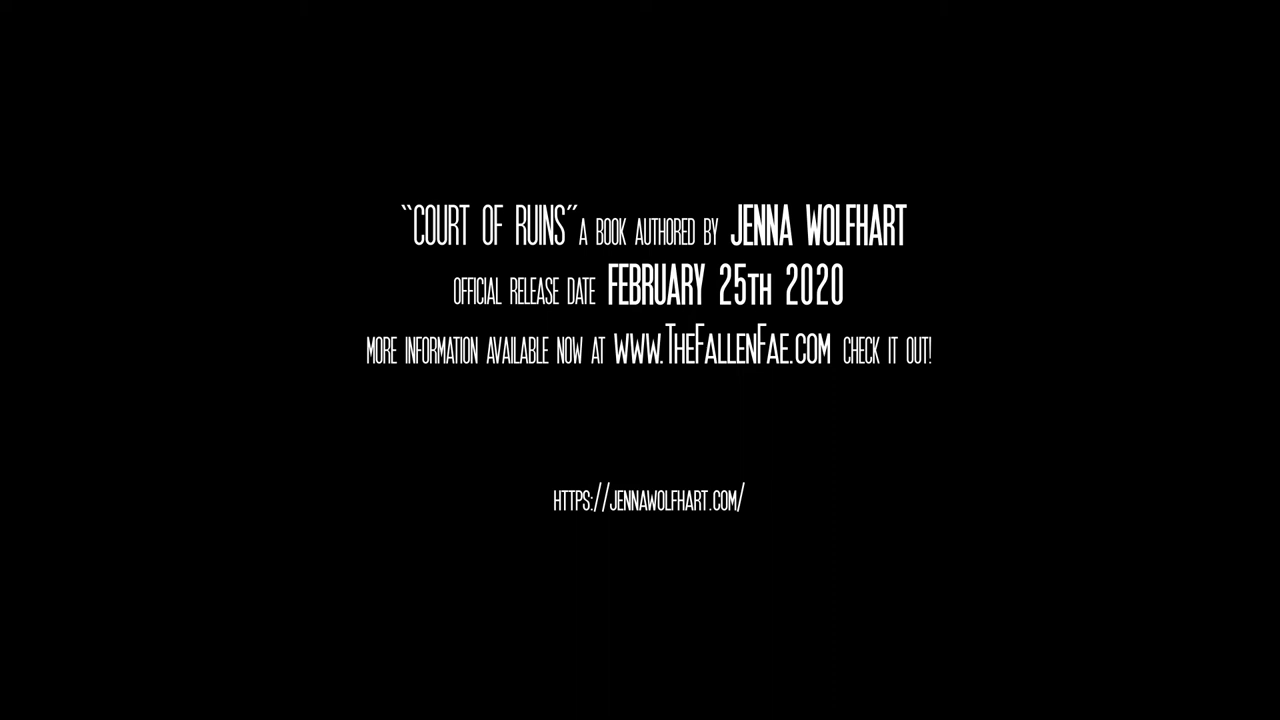 “COURT OF RUINS” A BOOK AUTHORED BY JENNA WOLFHART
OFFICIAL RELEASE DATE FEBRUARY 25TH 2020
MORE INFORMATION AVAILABLE NOW AT WWW.THEFALLENFAE.COM CHECK IT OUT!
HTTPS://JENNAWOLFHART.COM/